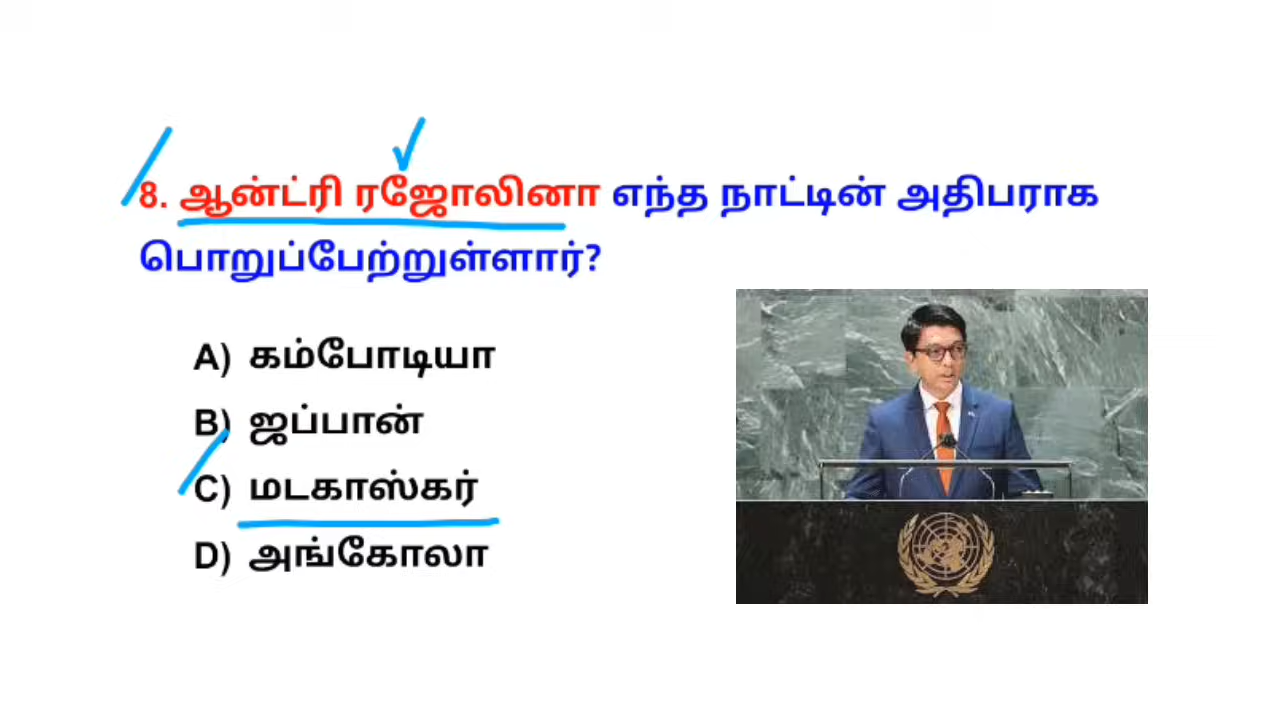 8. ஆன்ட்ரி ரஜோலினா எந்த நாட்டின் அதிபராக
பொறுப்பேற்றுள்ளார்?
A) கம்போடியா
B) ஜப்பான்
C) மடகாஸ்கர்
D) அங்கோலா